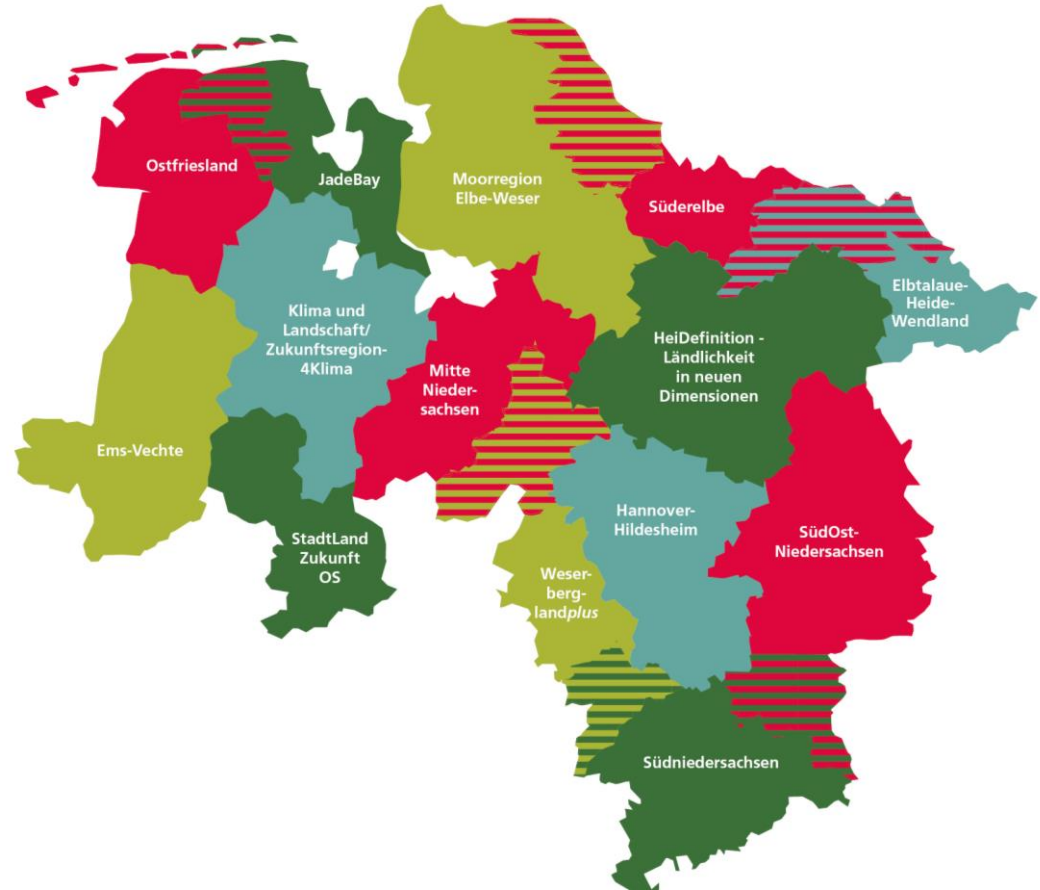 Ostfriesland
JadeBay
Moorregion
Elbe-Weser
Süderelbe
Elbtalaue-
Heide-
Wendland
Klima und
Landschaft/
Zukunftsregion-
4Klima
HeiDefinition -
Ländlichkeit
in neuen
Dimensionen
Mitte
Nieder-
sachsen
Ems-Vechte
Hannover-
Hildesheim
SüdOst-
Niedersachsen
StadtLand
Zukunft
OS
Weser-
berg-
landplus
Südniedersachsen